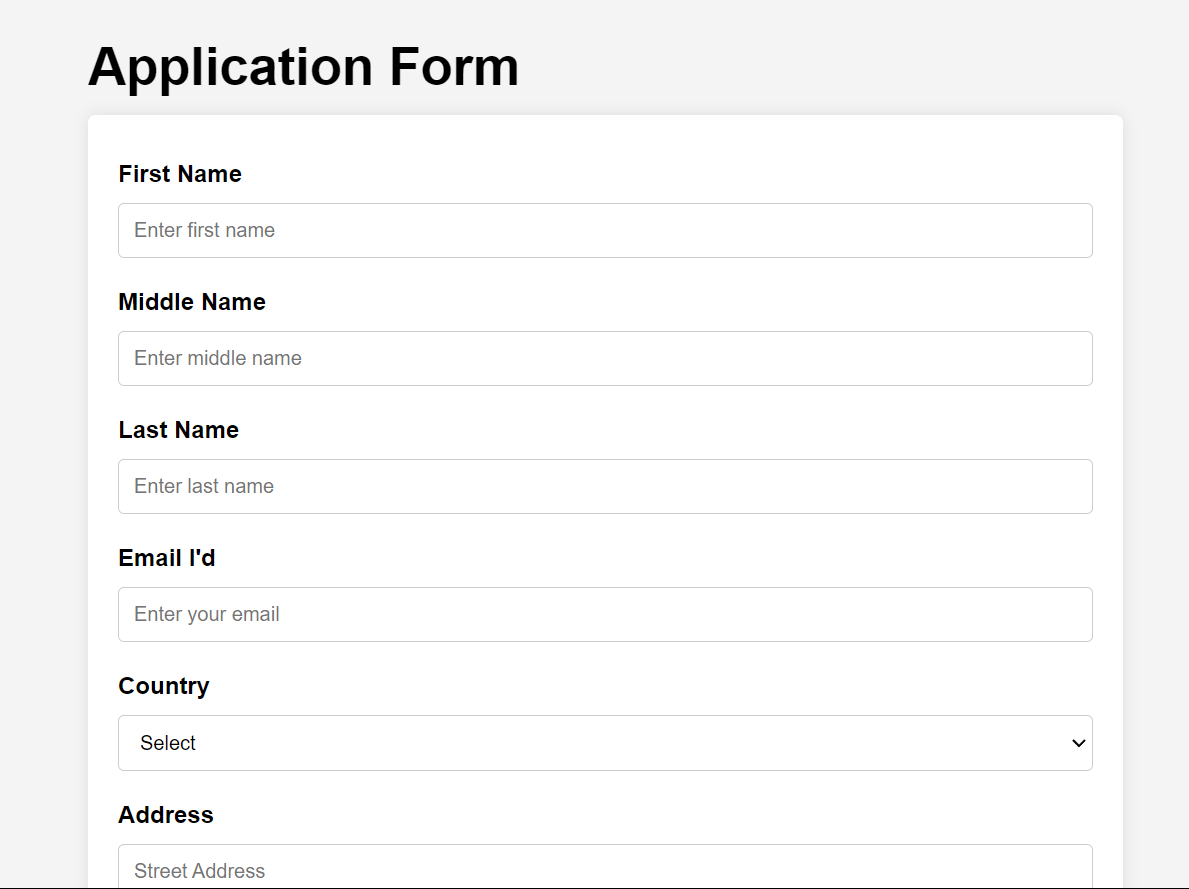 Application Form
First Name
Enter first name
Middle Name
Enter middle name
Last Name
Enter last name
Email I'd
Enter your email
Country
Select
Address
Street Address